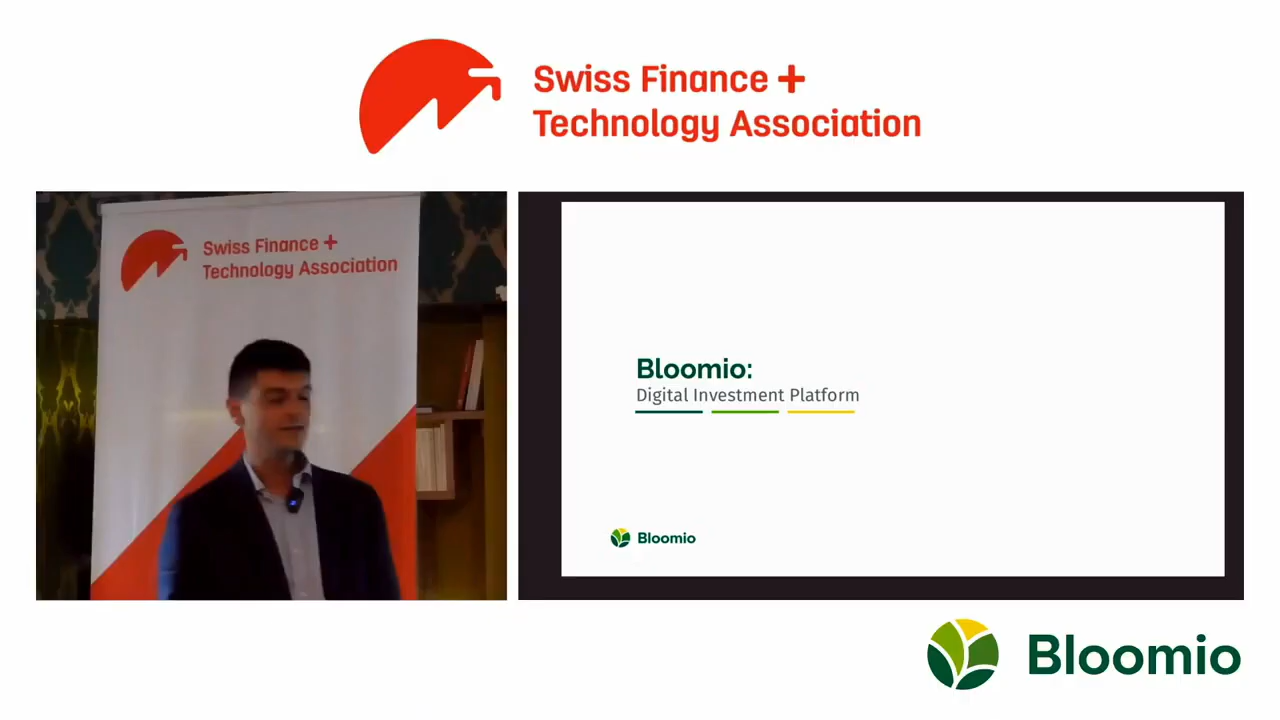 Swiss Finance +
Technology Association
Swiss Finance +
Technology Association
Bloomio:
Digital Investment Platform
Bloomio
Bloomio